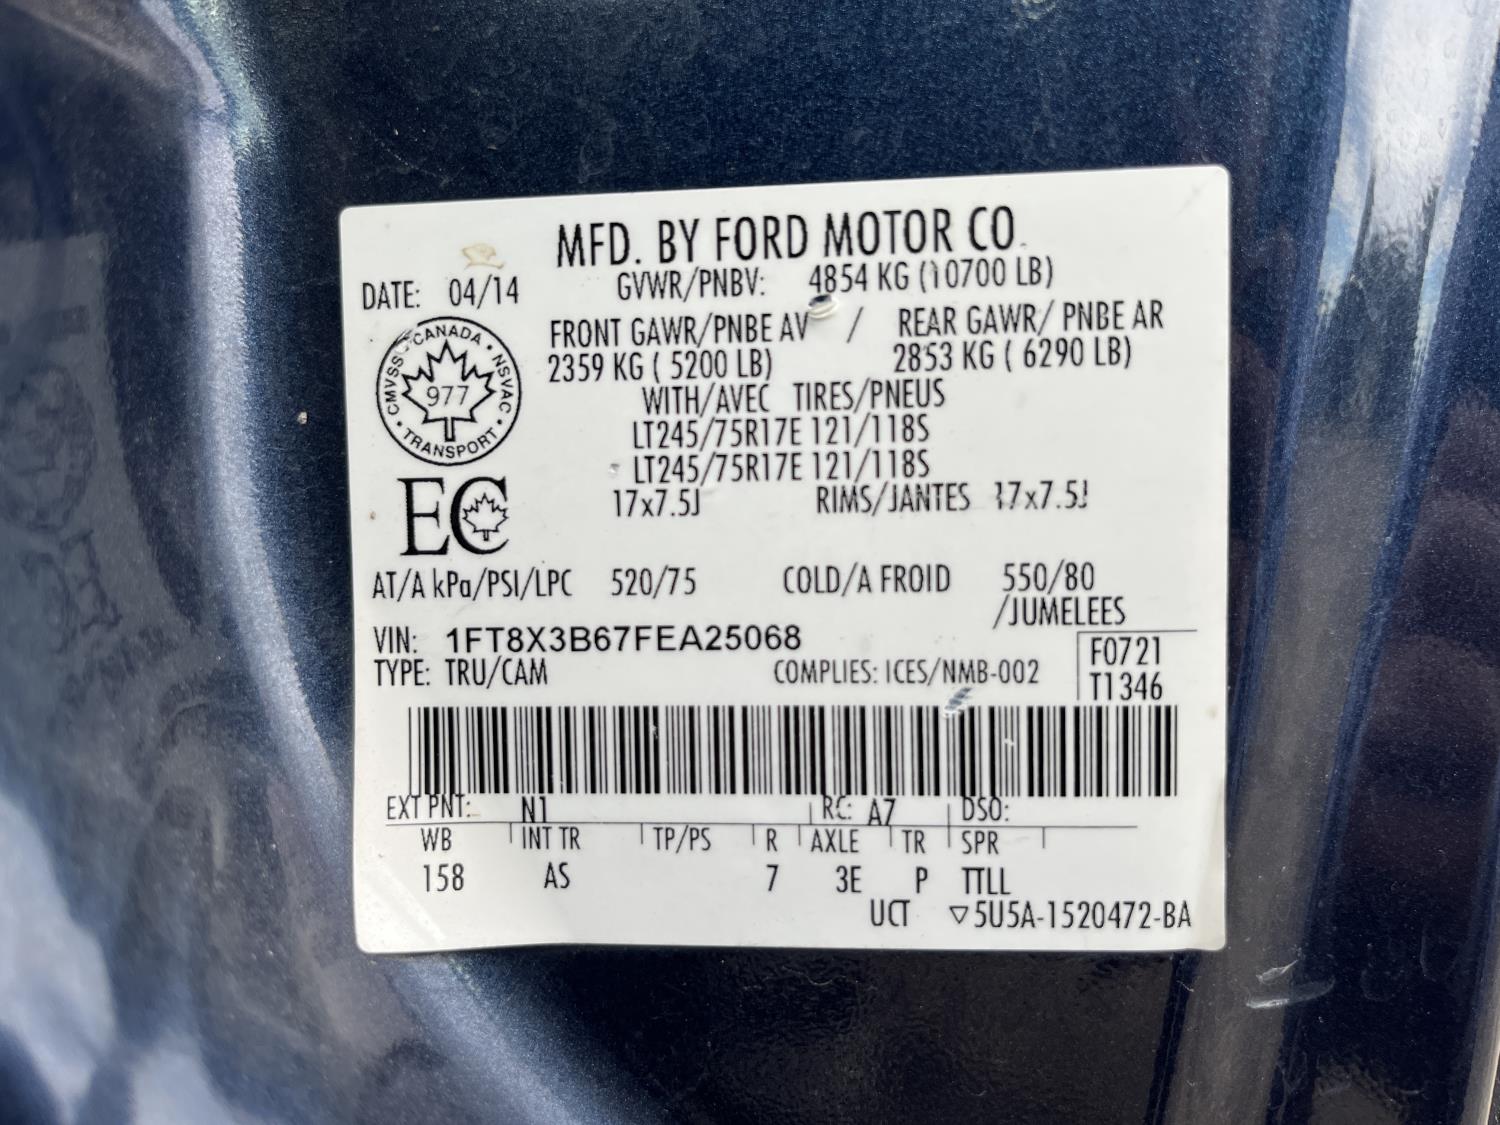 MFD. BY FORD MOTOR CO.
DATE: 04/14
GVWR/PNBV: 4854 KG (10700 LB)
FRONT GAWR/PNBE AV / REAR GAWR/ PNBE AR
2359 KG ( 5200 LB) 2853 KG ( 6290 LB)
WITH/AVEC TIRES/PNEUS
LT245/75R17E 121/118S
LT245/75R17E 121/118S
17x7.5J RIMS/JANTES 17x7.5J
CANADA • NSVAC • TRANSPORT • CMVSS
977
EC
AT/A kPa/PSI/LPC 520/75 COLD/A FROID 550/80
/JUMELEES
VIN: 1FT8X3B67FEA25068
TYPE: TRU/CAM COMPLIES: ICES/NMB-002
F0721
T1346
EXT PNT: N1 RC: A7 DSO:
WB INT TR TP/PS R AXLE TR SPR
158 AS 7 3E P TTLL
UCT ▽5U5A-1520472-BA